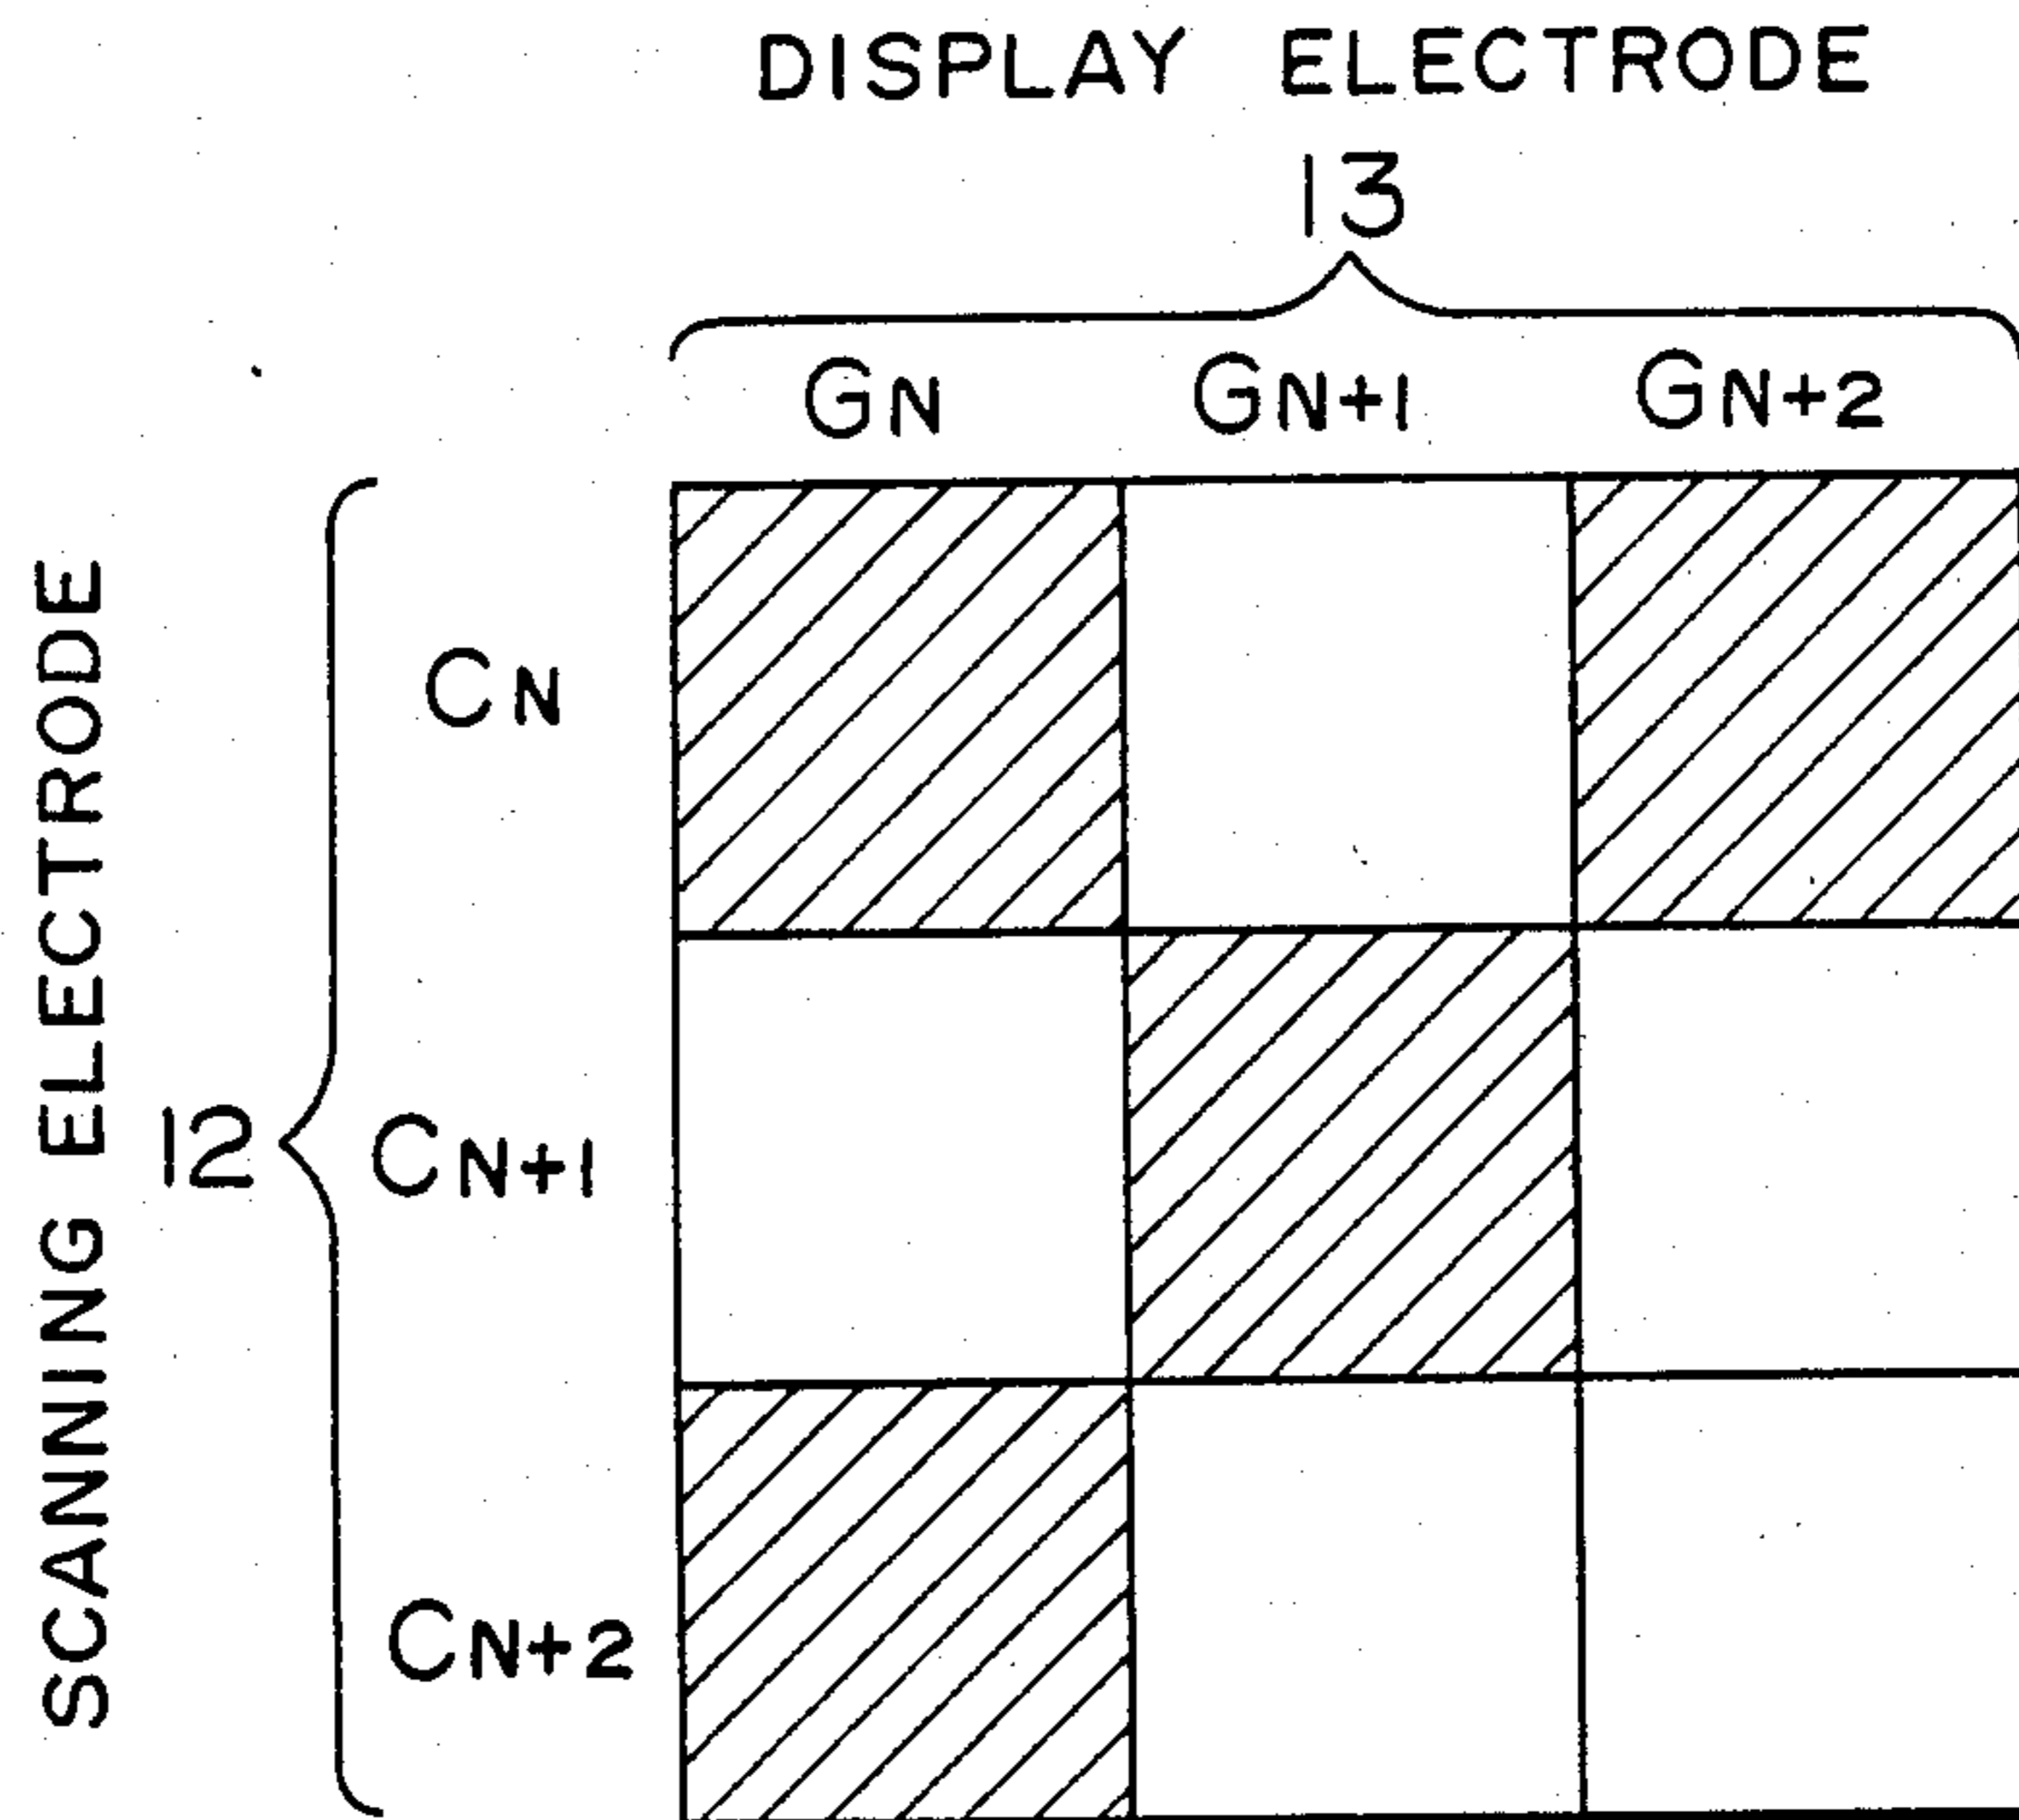 DISPLAY ELECTRODE
13
GN GN+1 GN+2
SCANNING ELECTRODE
12
CN
CN+1
CN+2